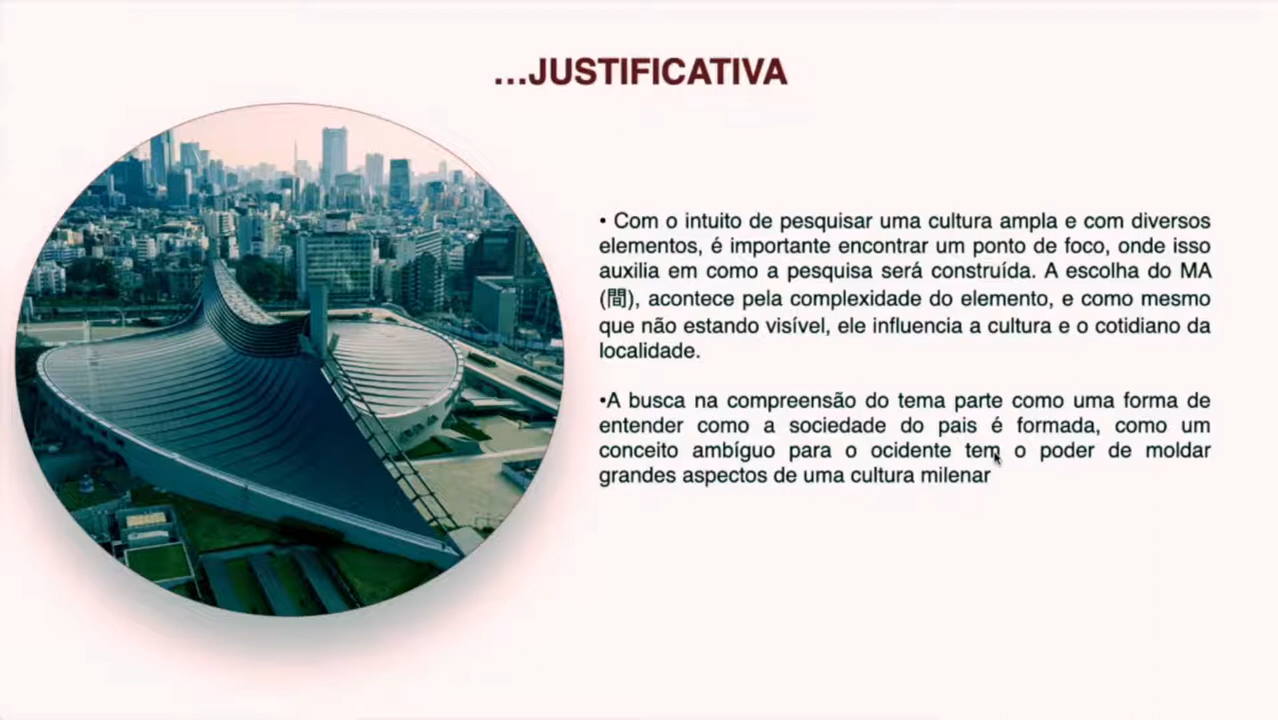 ...JUSTIFICATIVA
• Com o intuito de pesquisar uma cultura ampla e com diversos
elementos, é importante encontrar um ponto de foco, onde isso
auxilia em como a pesquisa será construída. A escolha do MA
(間), acontece pela complexidade do elemento, e como mesmo
que não estando visível, ele influencia a cultura e o cotidiano da
localidade.
•A busca na compreensão do tema parte como uma forma de
entender como a sociedade do pais é formada, como um
conceito ambíguo para o ocidente tem o poder de moldar
grandes aspectos de uma cultura milenar